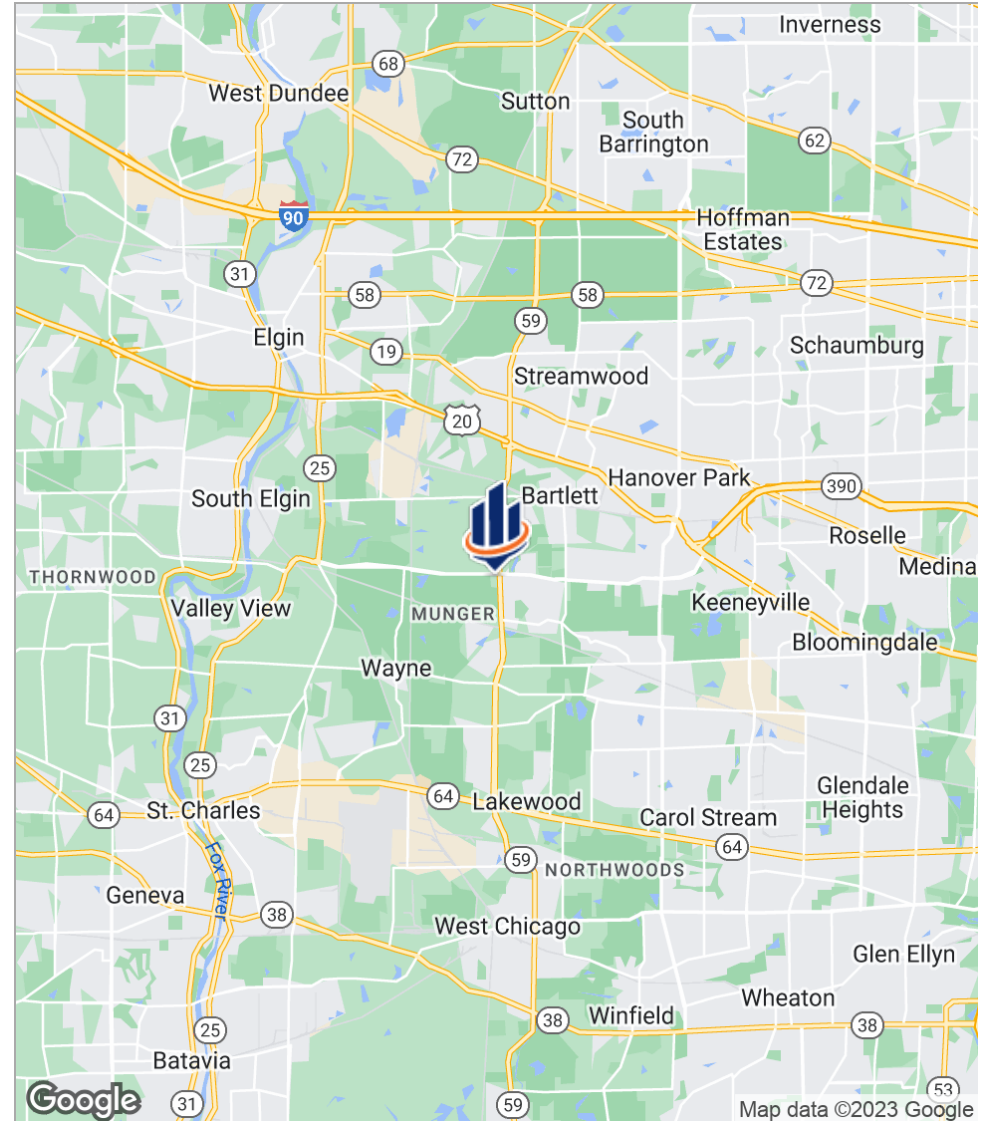 Inverness
68
West Dundee
Sutton
South
Barrington
62
72
90
Hoffman
Estates
31
58
58
72
59
Elgin
19
Schaumburg
Streamwood
20
25
Hanover Park
390
South Elgin
Bartlett
Roselle
Medina
THORNWOOD
Valley View
MUNGER
Keeneyville
Bloomingdale
Wayne
31
25
64
Lakewood
Glendale
Heights
64
St. Charles
Carol Stream
64
Fox River
59
NORTHWOODS
Geneva
38
West Chicago
Glen Ellyn
Wheaton
38
Winfield
38
25
Batavia
53
Google
31
59
Map data ©2023 Google